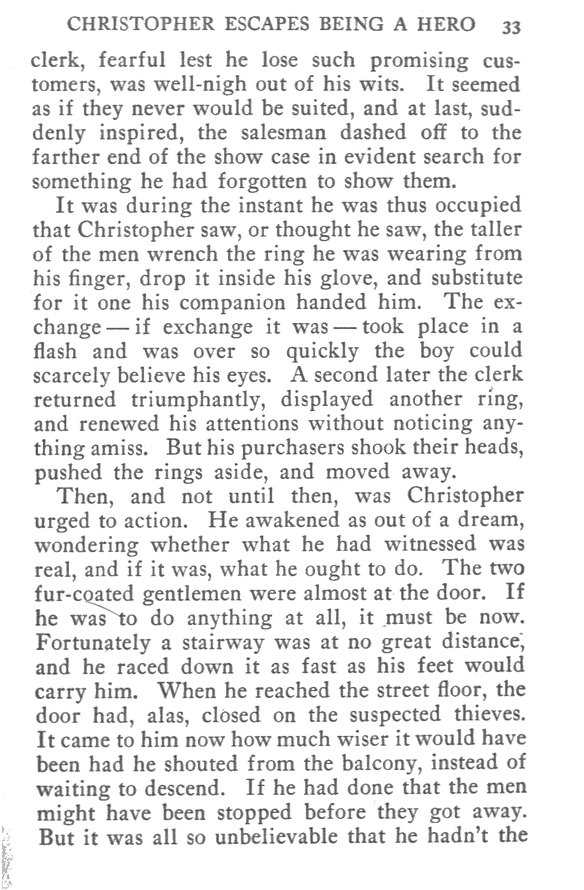 CHRISTOPHER ESCAPES BEING A HERO 33
clerk, fearful lest he lose such promising cus-
tomers, was well-nigh out of his wits. It seemed
as if they never would be suited, and at last, sud-
denly inspired, the salesman dashed off to the
farther end of the show case in evident search for
something he had forgotten to show them.
It was during the instant he was thus occupied
that Christopher saw, or thought he saw, the taller
of the men wrench the ring he was wearing from
his finger, drop it inside his glove, and substitute
for it one his companion handed him. The ex-
change — if exchange it was — took place in a
flash and was over so quickly the boy could
scarcely believe his eyes. A second later the clerk
returned triumphantly, displayed another ring,
and renewed his attentions without noticing any-
thing amiss. But his purchasers shook their heads,
pushed the rings aside, and moved away.
Then, and not until then, was Christopher
urged to action. He awakened as out of a dream,
wondering whether what he had witnessed was
real, and if it was, what he ought to do. The two
fur-coated gentlemen were almost at the door. If
he was to do anything at all, it must be now.
Fortunately a stairway was at no great distance,
and he raced down it as fast as his feet would
carry him. When he reached the street floor, the
door had, alas, closed on the suspected thieves.
It came to him now how much wiser it would have
been had he shouted from the balcony, instead of
waiting to descend. If he had done that the men
might have been stopped before they got away.
But it was all so unbelievable that he hadn't the